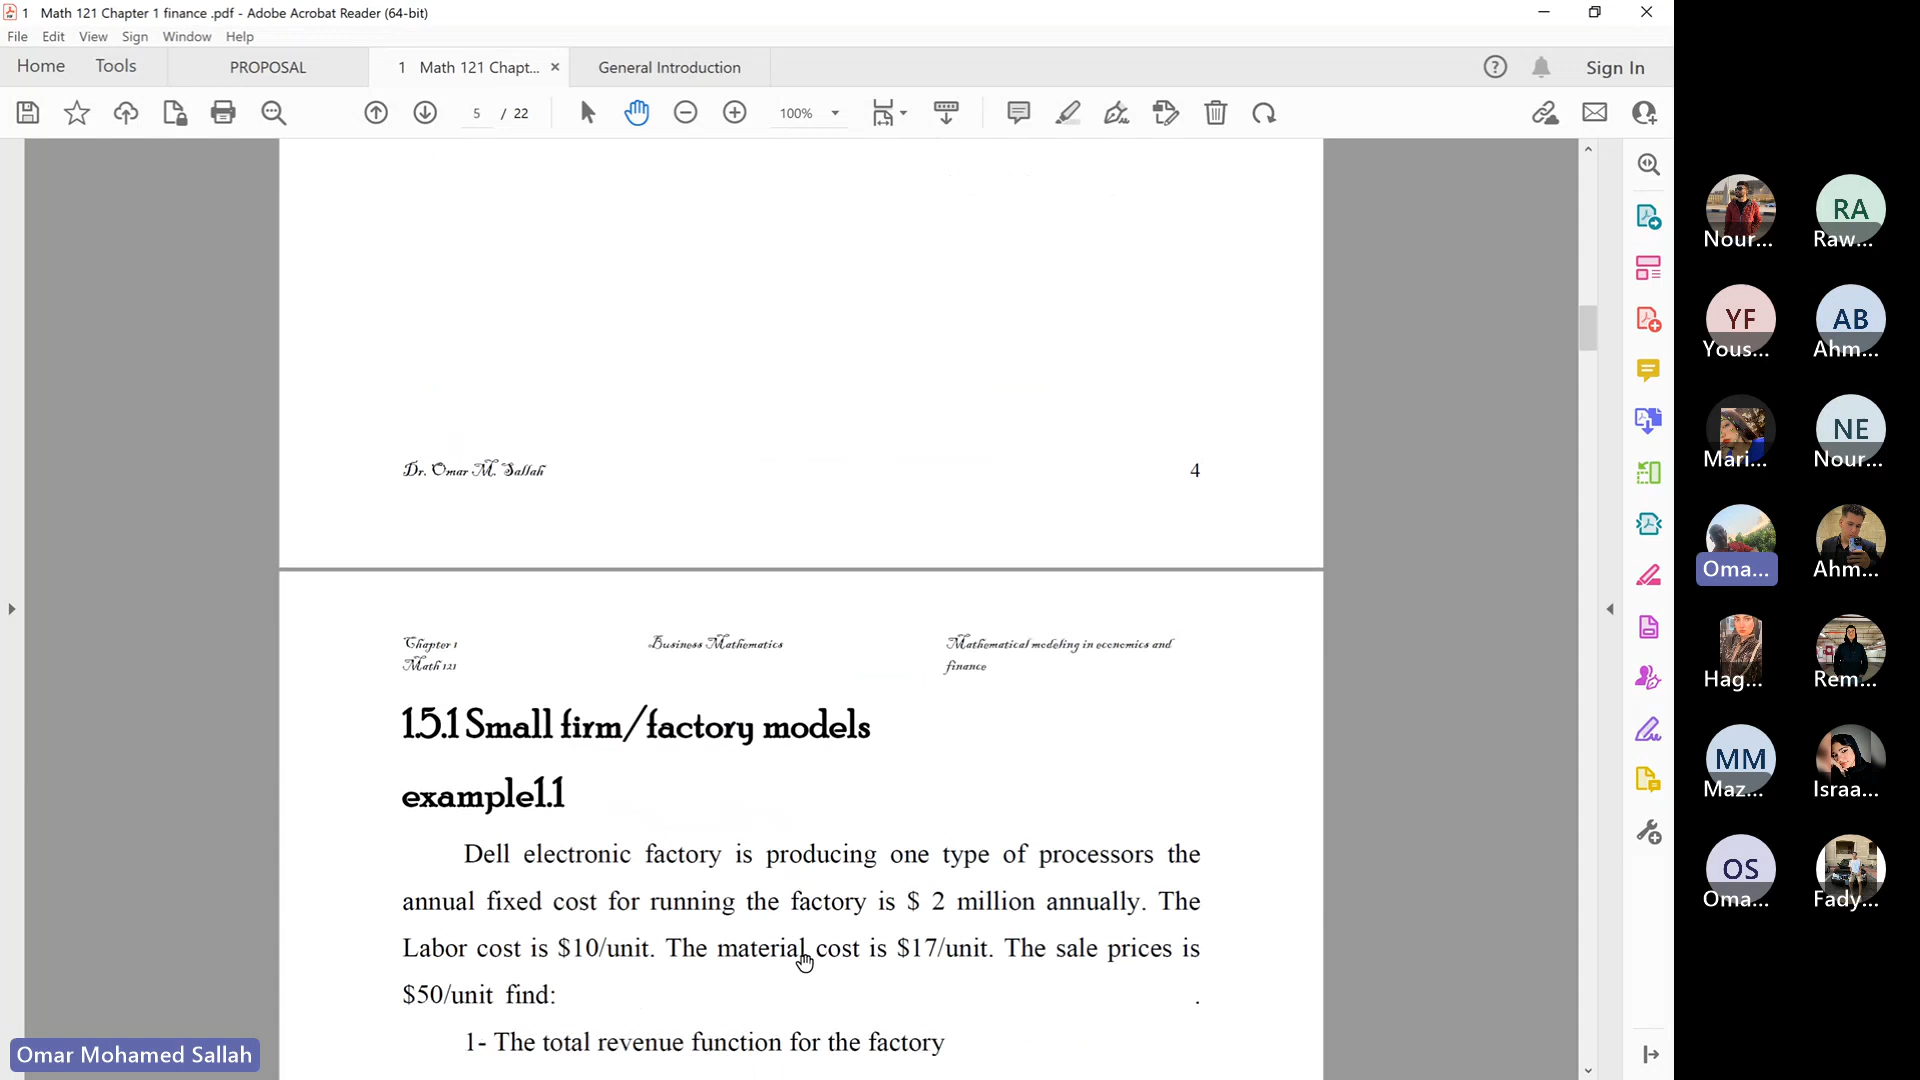 1 Math 121 Chapter 1 finance .pdf - Adobe Acrobat Reader (64-bit)
File Edit View Sign Window Help
Home Tools PROPOSAL 1 Math 121 Chapt... × General Introduction Sign In
5 / 22 100%
Dr. Omar M. Sallah 4
Chapter 1 Business Mathematics Mathematical modeling in economics and
Math 121 finance
1.5.1 Small firm/factory models
example1.1
Dell electronic factory is producing one type of processors the
annual fixed cost for running the factory is $ 2 million annually. The
Labor cost is $10/unit. The material cost is $17/unit. The sale prices is
$50/unit find: .
1- The total revenue function for the factory
Omar Mohamed Sallah
Nour... RA Raw...
YF Yous... AB Ahm...
Mari... NE Nour...
Oma... Ahm...
Hag... Rem...
MM Maz... Israa...
OS Oma... Fady...